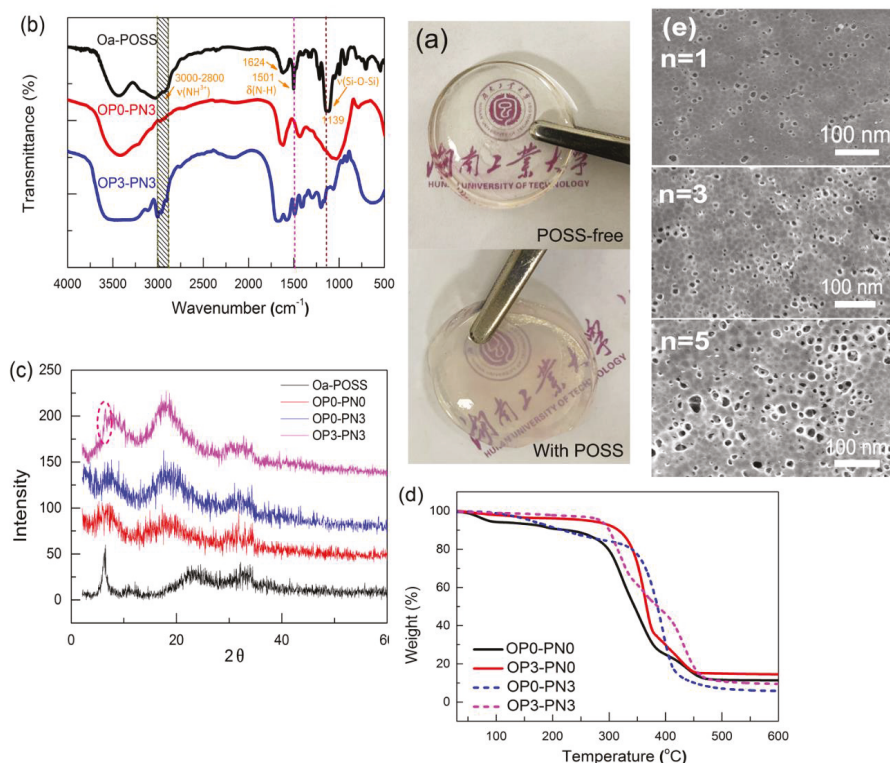 (b)
Oa-POSS
1624
1501
δ(N-H)
3000-2800
ν(NH³⁺)
ν(Si-O-Si)
1139
OP0-PN3
OP3-PN3
Transmittance (%)
4000 3500 3000 2500 2000 1500 1000 500
Wavenumber (cm⁻¹)
(a)
湖南工業大学
HUNAN UNIVERSITY OF TECHNOLOGY
POSS-free
湖南工業大学
HUNAN UNIVERSITY OF TECHNOLOGY
With POSS
(e)
n=1
100 nm
n=3
100 nm
n=5
100 nm
(c)
Oa-POSS
OP0-PN0
OP0-PN3
OP3-PN3
Intensity
250
200
150
100
50
0
0 20 40 60
2 θ
(d)
Weight (%)
100
80
60
40
20
0
OP0-PN0
OP3-PN0
OP0-PN3
OP3-PN3
100 200 300 400 500 600
Temperature (°C)